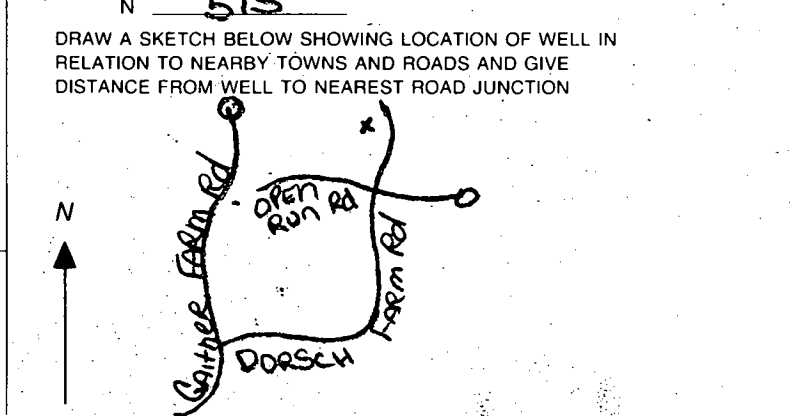 N 515
DRAW A SKETCH BELOW SHOWING LOCATION OF WELL IN
RELATION TO NEARBY TOWNS AND ROADS AND GIVE
DISTANCE FROM WELL TO NEAREST ROAD JUNCTION
x
GAITHER FARM Rd
OPEN
RUN Rd
N
FARM Rd
DORSCH